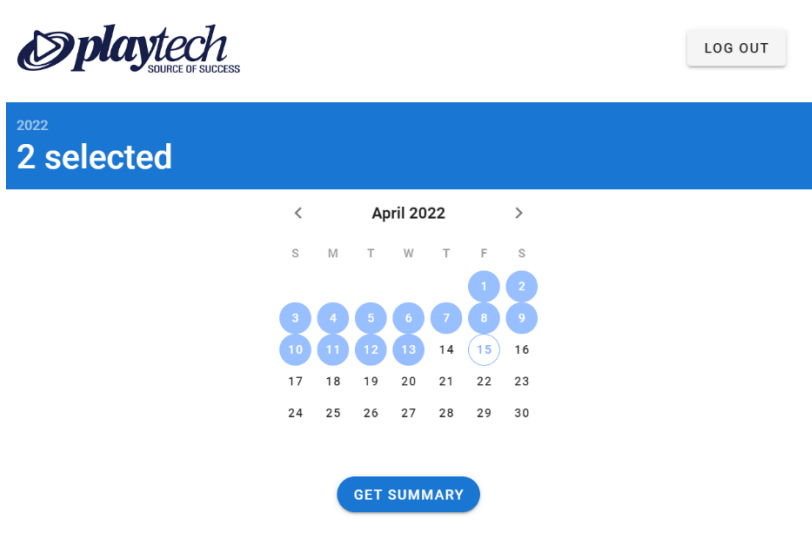 playtech
SOURCE OF SUCCESS
LOG OUT
2022
2 selected
April 2022
S M T W T F S
1 2
3 4 5 6 7 8 9
10 11 12 13 14 15 16
17 18 19 20 21 22 23
24 25 26 27 28 29 30
GET SUMMARY